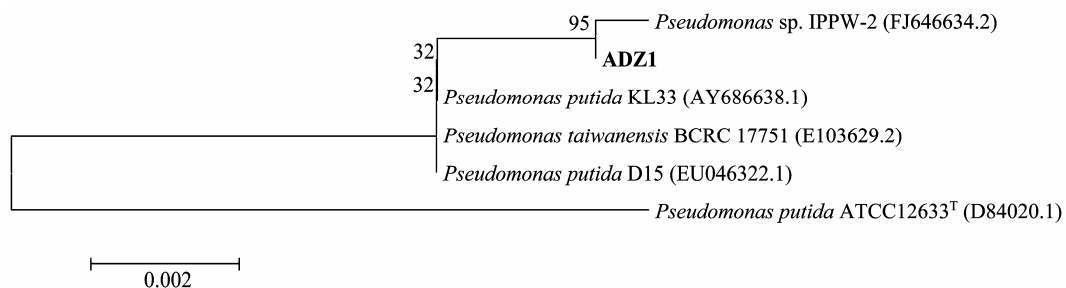 95
Pseudomonas sp. IPPW-2 (FJ646634.2)
32
ADZ1
32
Pseudomonas putida KL33 (AY686638.1)
Pseudomonas taiwanensis BCRC 17751 (E103629.2)
Pseudomonas putida D15 (EU046322.1)
Pseudomonas putida ATCC12633ᵀ (D84020.1)
0.002